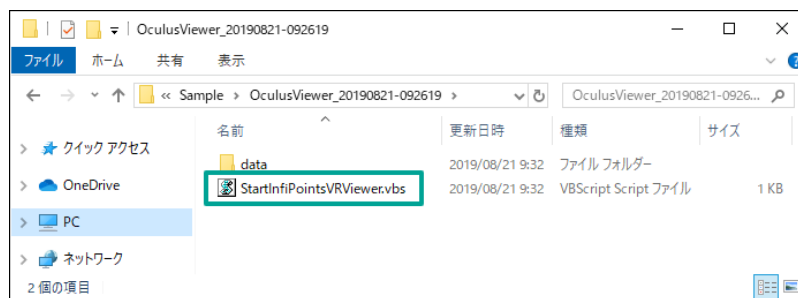 OculusViewer_20190821-092619
ファイル ホーム 共有 表示
« Sample › OculusViewer_20190821-092619 › OculusViewer_20190821-0926...
名前 更新日時 種類 サイズ
クイック アクセス
data 2019/08/21 9:32 ファイル フォルダー
OneDrive
StartInfiPointsVRViewer.vbs 2019/08/21 9:32 VBScript Script ファイル 1 KB
PC
ネットワーク
2 個の項目